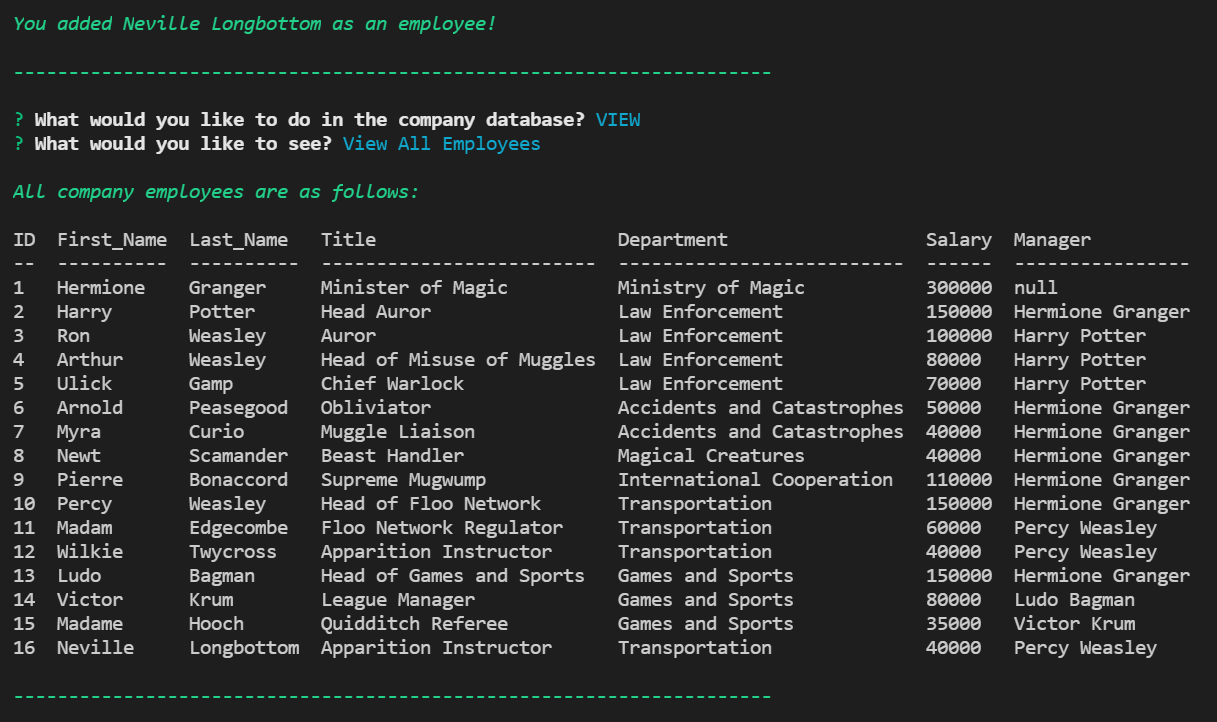 You added Neville Longbottom as an employee!
---------------------------------------------------------------------
? What would you like to do in the company database? VIEW
? What would you like to see? View All Employees
All company employees are as follows:
ID  First_Name  Last_Name   Title                      Department                  Salary  Manager
--  ----------  ----------  -------------------------  --------------------------  ------  ----------------
1   Hermione    Granger     Minister of Magic          Ministry of Magic           300000  null
2   Harry       Potter      Head Auror                 Law Enforcement             150000  Hermione Granger
3   Ron         Weasley     Auror                      Law Enforcement             100000  Harry Potter
4   Arthur      Weasley     Head of Misuse of Muggles  Law Enforcement             80000   Harry Potter
5   Ulick       Gamp        Chief Warlock              Law Enforcement             70000   Harry Potter
6   Arnold      Peasegood   Obliviator                 Accidents and Catastrophes  50000   Hermione Granger
7   Myra        Curio       Muggle Liaison             Accidents and Catastrophes  40000   Hermione Granger
8   Newt        Scamander   Beast Handler              Magical Creatures           40000   Hermione Granger
9   Pierre      Bonaccord   Supreme Mugwump            International Cooperation   110000  Hermione Granger
10  Percy       Weasley     Head of Floo Network       Transportation              150000  Hermione Granger
11  Madam       Edgecombe   Floo Network Regulator     Transportation              60000   Percy Weasley
12  Wilkie      Twycross    Apparition Instructor      Transportation              40000   Percy Weasley
13  Ludo        Bagman      Head of Games and Sports   Games and Sports            150000  Hermione Granger
14  Victor      Krum        League Manager             Games and Sports            80000   Ludo Bagman
15  Madame      Hooch       Quidditch Referee          Games and Sports            35000   Victor Krum
16  Neville     Longbottom  Apparition Instructor      Transportation              40000   Percy Weasley
---------------------------------------------------------------------